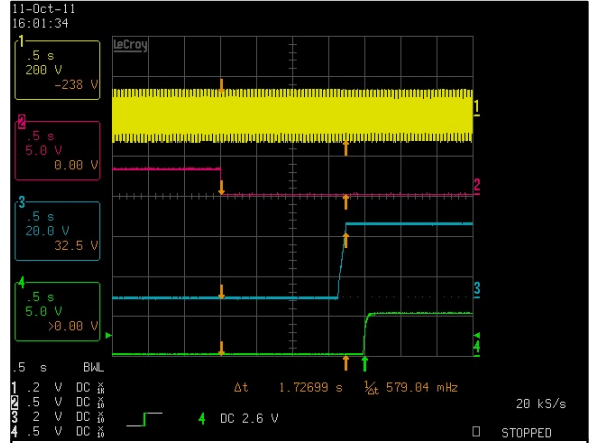 11-Oct-11
16:01:34
LeCroy
1
.5 s
200 V
-238 V
1
2
.5 s
5.0 V
0.00 V
2
3
.5 s
20.0 V
32.5 V
3
4
.5 s
5.0 V
>0.00 V
4
.5 s BWL
1 .2 V DC
2 .5 V DC
3 2 V DC
4 .5 V DC
Δt 1.72699 s 1/Δt 579.04 mHz
4 DC 2.6 V
20 kS/s
STOPPED